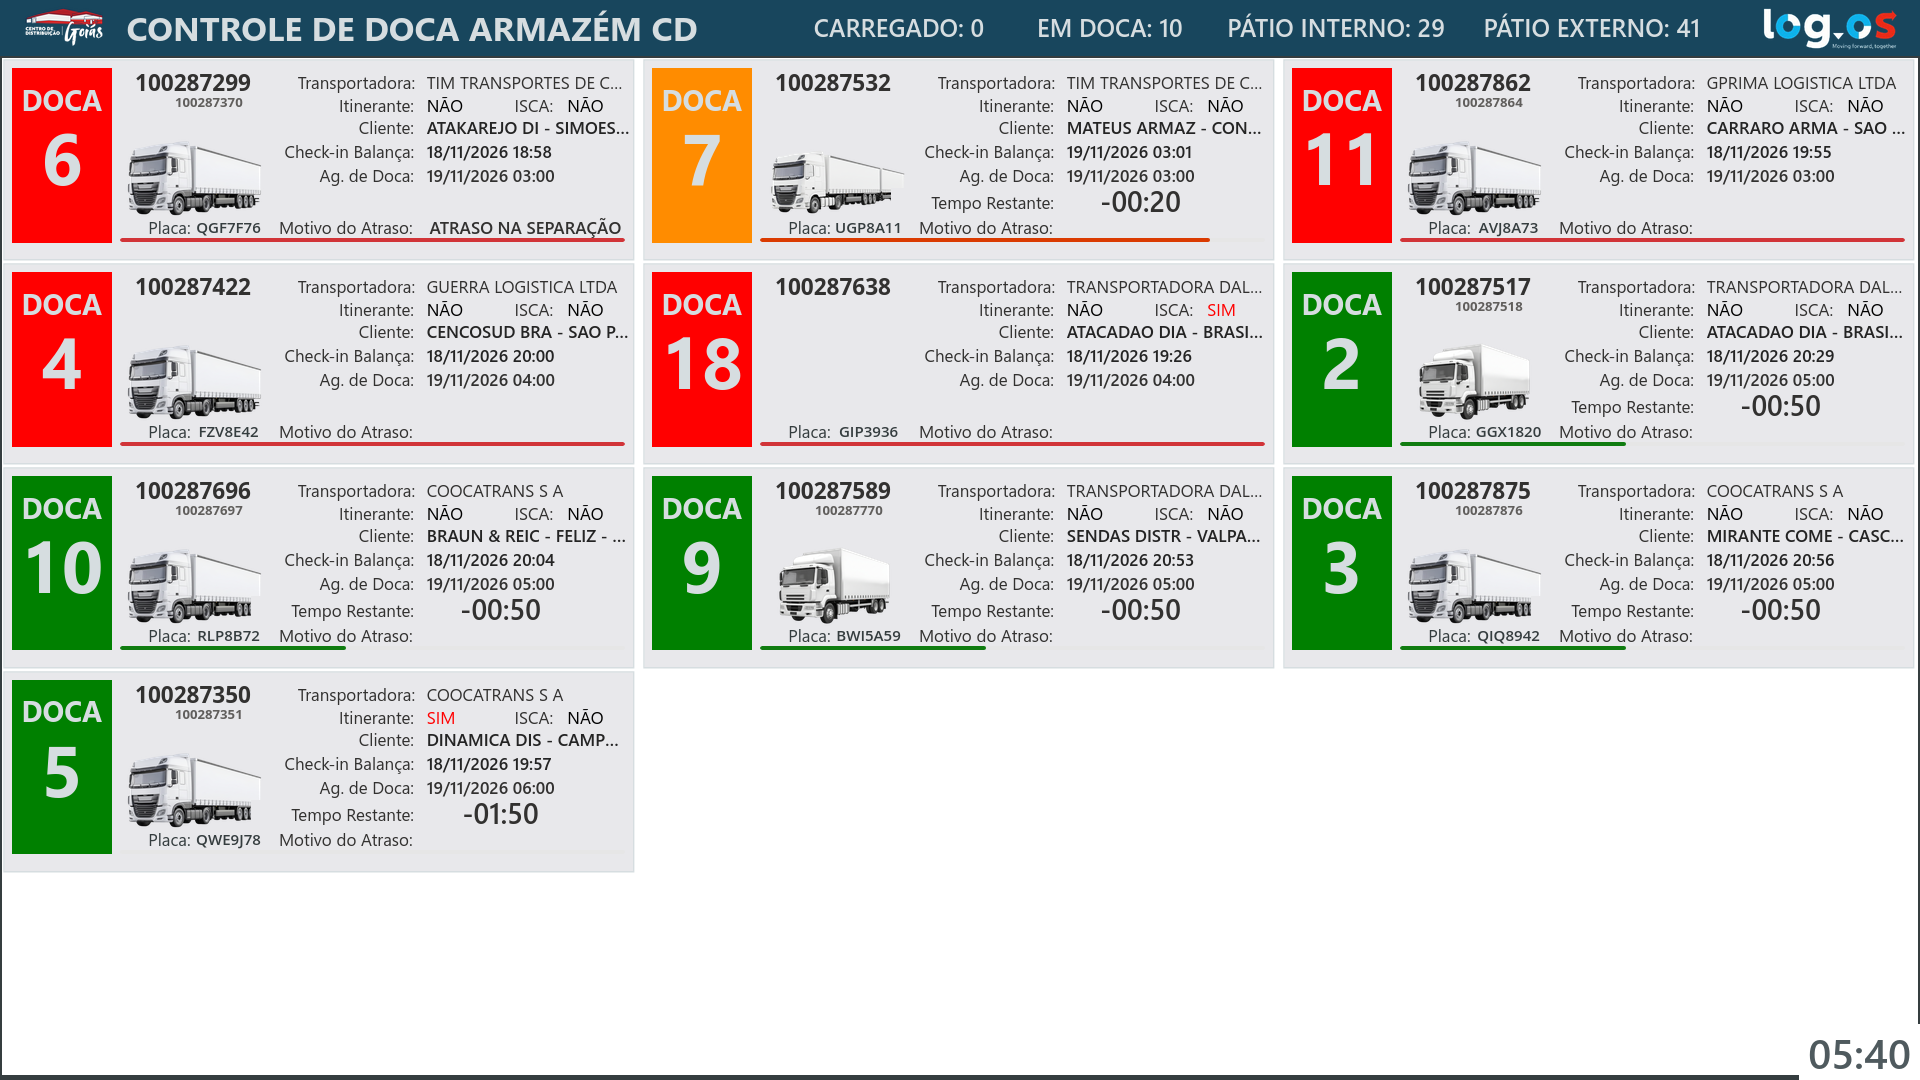 CENTRO DE DISTRIBUIÇÃO Goiás
CONTROLE DE DOCA ARMAZÉM CD
CARREGADO: 0
EM DOCA: 10
PÁTIO INTERNO: 29
PÁTIO EXTERNO: 41
log.os
Moving forward, together
DOCA 6
100287299
100287370
Transportadora: TIM TRANSPORTES DE C...
Itinerante: NÃO ISCA: NÃO
Cliente: ATAKAREJO DI - SIMOES...
Check-in Balança: 18/11/2026 18:58
Ag. de Doca: 19/11/2026 03:00
Placa: QGF7F76 Motivo do Atraso: ATRASO NA SEPARAÇÃO
DOCA 7
100287532
Transportadora: TIM TRANSPORTES DE C...
Itinerante: NÃO ISCA: NÃO
Cliente: MATEUS ARMAZ - CON...
Check-in Balança: 19/11/2026 03:01
Ag. de Doca: 19/11/2026 03:00
Tempo Restante: -00:20
Placa: UGP8A11 Motivo do Atraso:
DOCA 11
100287862
100287864
Transportadora: GPRIMA LOGISTICA LTDA
Itinerante: NÃO ISCA: NÃO
Cliente: CARRARO ARMA - SAO ...
Check-in Balança: 18/11/2026 19:55
Ag. de Doca: 19/11/2026 03:00
Placa: AVJ8A73 Motivo do Atraso:
DOCA 4
100287422
Transportadora: GUERRA LOGISTICA LTDA
Itinerante: NÃO ISCA: NÃO
Cliente: CENCOSUD BRA - SAO P...
Check-in Balança: 18/11/2026 20:00
Ag. de Doca: 19/11/2026 04:00
Placa: FZV8E42 Motivo do Atraso:
DOCA 18
100287638
Transportadora: TRANSPORTADORA DAL...
Itinerante: NÃO ISCA: SIM
Cliente: ATACADAO DIA - BRASI...
Check-in Balança: 18/11/2026 19:26
Ag. de Doca: 19/11/2026 04:00
Placa: GIP3936 Motivo do Atraso:
DOCA 2
100287517
100287518
Transportadora: TRANSPORTADORA DAL...
Itinerante: NÃO ISCA: NÃO
Cliente: ATACADAO DIA - BRASI...
Check-in Balança: 18/11/2026 20:29
Ag. de Doca: 19/11/2026 05:00
Tempo Restante: -00:50
Placa: GGX1820 Motivo do Atraso:
DOCA 10
100287696
100287697
Transportadora: COOCATRANS S A
Itinerante: NÃO ISCA: NÃO
Cliente: BRAUN & REIC - FELIZ - ...
Check-in Balança: 18/11/2026 20:04
Ag. de Doca: 19/11/2026 05:00
Tempo Restante: -00:50
Placa: RLP8B72 Motivo do Atraso:
DOCA 9
100287589
100287770
Transportadora: TRANSPORTADORA DAL...
Itinerante: NÃO ISCA: NÃO
Cliente: SENDAS DISTR - VALPA...
Check-in Balança: 18/11/2026 20:53
Ag. de Doca: 19/11/2026 05:00
Tempo Restante: -00:50
Placa: BWI5A59 Motivo do Atraso:
DOCA 3
100287875
100287876
Transportadora: COOCATRANS S A
Itinerante: NÃO ISCA: NÃO
Cliente: MIRANTE COME - CASC...
Check-in Balança: 18/11/2026 20:56
Ag. de Doca: 19/11/2026 05:00
Tempo Restante: -00:50
Placa: QIQ8942 Motivo do Atraso:
DOCA 5
100287350
100287351
Transportadora: COOCATRANS S A
Itinerante: SIM ISCA: NÃO
Cliente: DINAMICA DIS - CAMP...
Check-in Balança: 18/11/2026 19:57
Ag. de Doca: 19/11/2026 06:00
Tempo Restante: -01:50
Placa: QWE9J78 Motivo do Atraso:
05:40